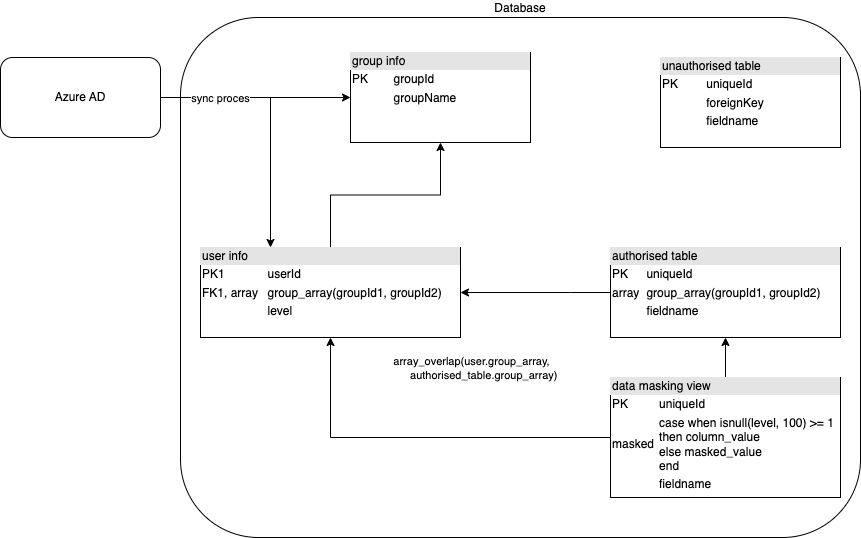 Database
Azure AD
sync proces
group info
PK groupId
groupName
unauthorised table
PK uniqueId
foreignKey
fieldname
user info
PK1 userId
FK1, array group_array(groupId1, groupId2)
level
authorised table
PK uniqueId
array group_array(groupId1, groupId2)
fieldname
array_overlap(user.group_array,
authorised_table.group_array)
data masking view
PK uniqueId
masked
case when isnull(level, 100) >= 1
then column_value
else masked_value
end
fieldname